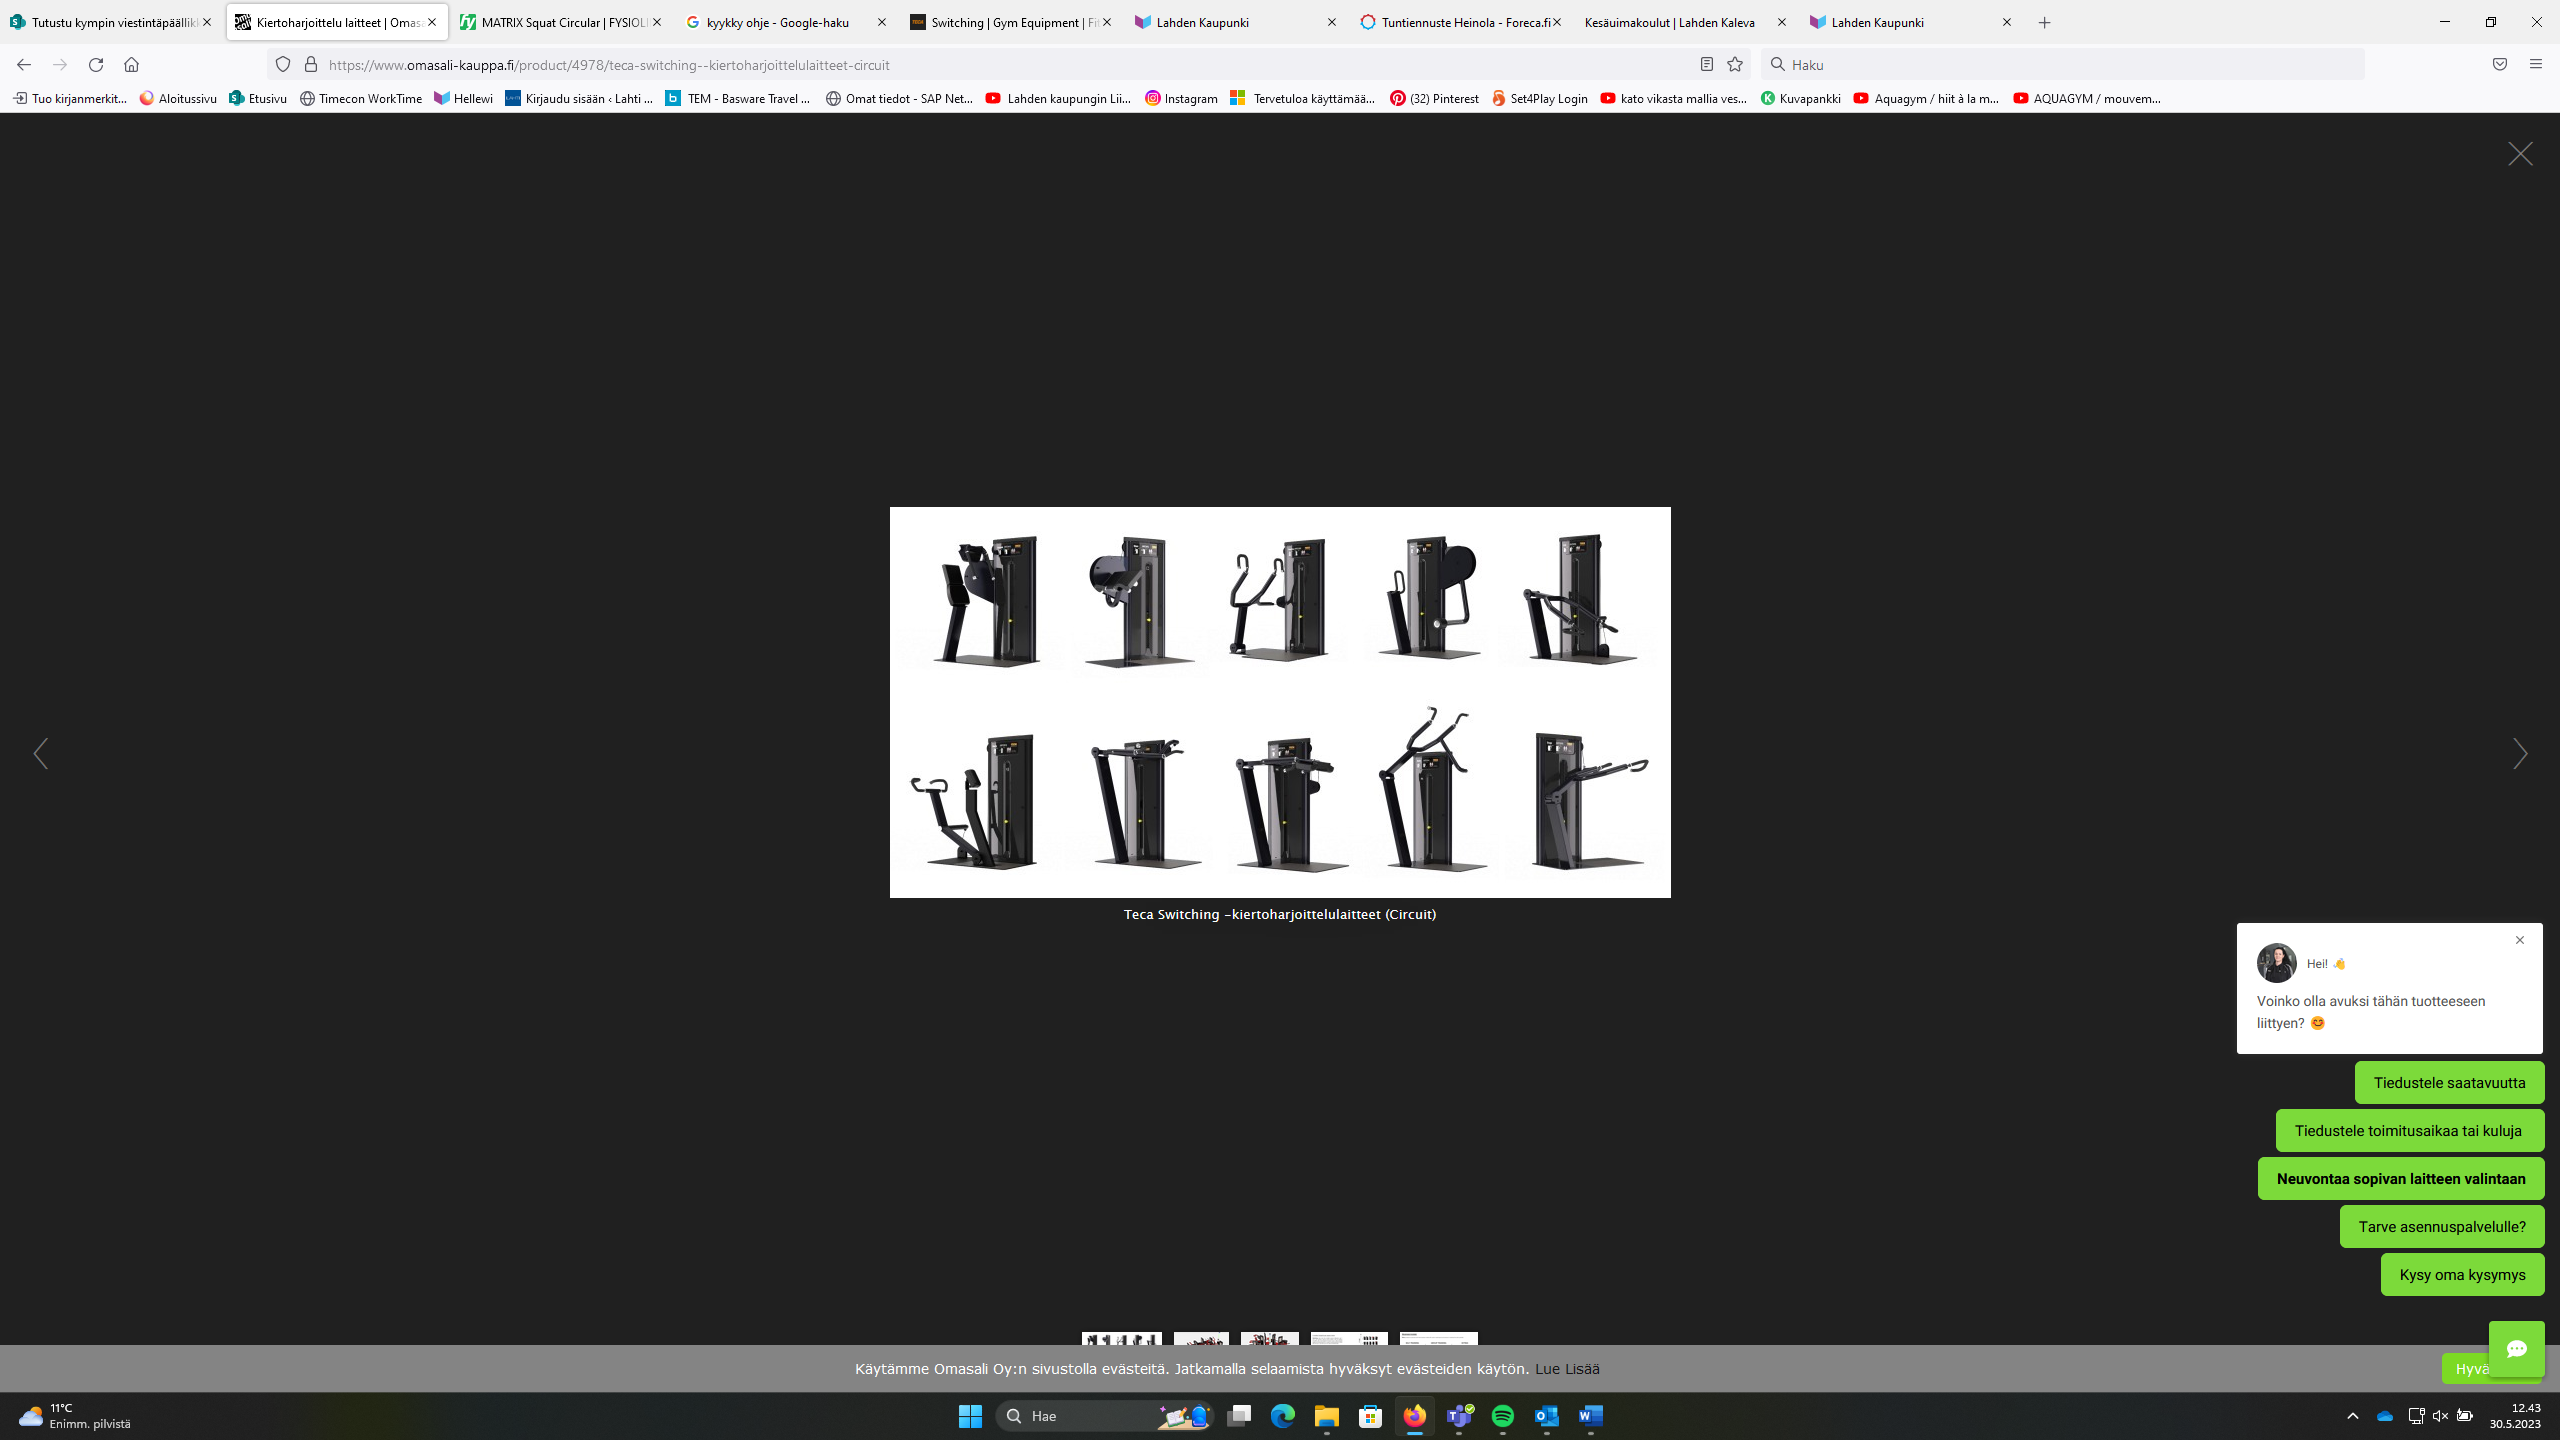 Tutustu kympin viestintäpäällikk
Kiertoharjoittelu laitteet | Omasa
MATRIX Squat Circular | FYSIOLI
kyykky ohje - Google-haku
Switching | Gym Equipment | Fit
Lahden Kaupunki
Tuntiennuste Heinola - Foreca.fi
Kesäuimakoulut | Lahden Kaleva
Lahden Kaupunki
https://www.omasali-kauppa.fi/product/4978/teca-switching--kiertoharjoittelulaitteet-circuit
Haku
Tuo kirjanmerkit...
Aloitussivu
Etusivu
Timecon WorkTime
Hellewi
Kirjaudu sisään ‹ Lahti ...
TEM - Basware Travel ...
Omat tiedot - SAP Net...
Lahden kaupungin Lii...
Instagram
Tervetuloa käyttämää...
(32) Pinterest
Set4Play Login
kato vikasta mallia ves...
Kuvapankki
Aquagym / hiit à la m...
AQUAGYM / mouvem...
Teca Switching -kiertoharjoittelulaitteet (Circuit)
Hei! 👋
Voinko olla avuksi tähän tuotteeseen
liittyen? 😊
Tiedustele saatavuutta
Tiedustele toimitusaikaa tai kuluja
Neuvontaa sopivan laitteen valintaan
Tarve asennuspalvelulle?
Kysy oma kysymys
Käytämme Omasali Oy:n sivustolla evästeitä. Jatkamalla selaamista hyväksyt evästeiden käytön. Lue Lisää
Hyvä
11°C
Enimm. pilvistä
Hae
12.43
30.5.2023